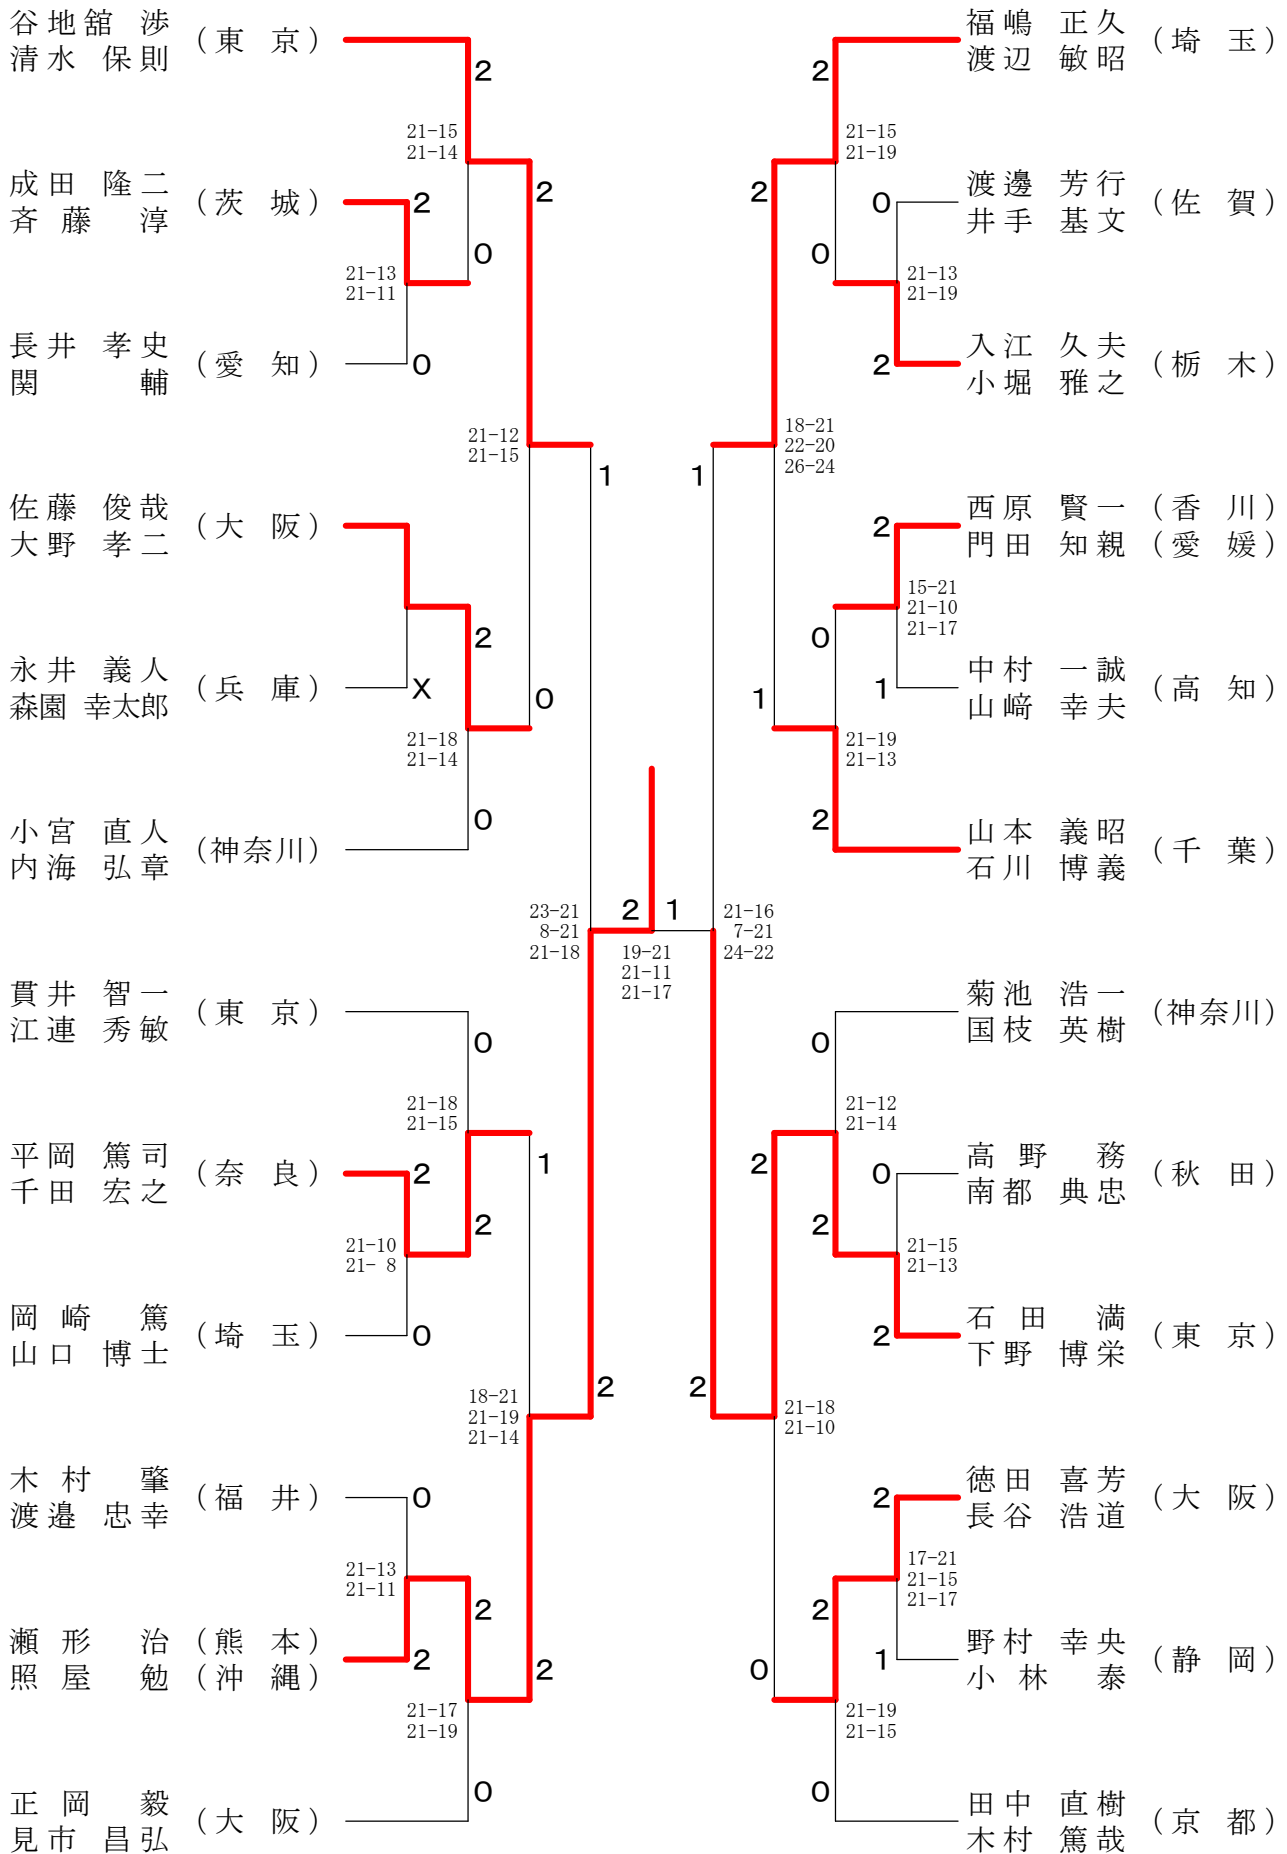 谷地舘 渉
清水 保則
(東 京)
2
21-15
21-14
成田 隆二
斉藤 淳
(茨 城)
2
2
0
21-13
21-11
長井 孝史
関 輔
(愛 知)
0
21-12
21-15
1
佐藤 俊哉
大野 孝二
(大 阪)
2
永井 義人
森園 幸太郎
(兵 庫)
X
0
21-18
21-14
小宮 直人
内海 弘章
(神奈川)
0
23-21
8-21
21-18
貫井 智一
江連 秀敏
(東 京)
0
21-18
21-15
1
平岡 篤司
千田 宏之
(奈 良)
2
2
21-10
21- 8
岡崎 篤
山口 博士
(埼 玉)
0
2
18-21
21-19
21-14
木村 肇
渡邉 忠幸
(福 井)
0
21-13
21-11
2
瀬形 治
照屋 勉
(熊 本)
(沖 縄)
2
2
21-17
21-19
0
正岡 毅
見市 昌弘
(大 阪)
2
1
19-21
21-11
21-17
福嶋 正久
渡辺 敏昭
(埼 玉)
2
21-15
21-19
2
渡邊 芳行
井手 基文
(佐 賀)
0
0
21-13
21-19
入江 久夫
小堀 雅之
(栃 木)
2
18-21
22-20
26-24
1
西原 賢一
門田 知親
(香 川)
(愛 媛)
2
15-21
21-10
21-17
0
中村 一誠
山﨑 幸夫
(高 知)
1
1
21-19
21-13
2
山本 義昭
石川 博義
(千 葉)
21-16
7-21
24-22
菊池 浩一
国枝 英樹
(神奈川)
0
21-12
21-14
2
高野 務
南都 典忠
(秋 田)
0
2
21-15
21-13
石田 満
下野 博栄
(東 京)
2
2
21-18
21-10
徳田 喜芳
長谷 浩道
(大 阪)
2
17-21
21-15
21-17
2
野村 幸央
小林 泰
(静 岡)
1
0
21-19
21-15
0
田中 直樹
木村 篤哉
(京 都)